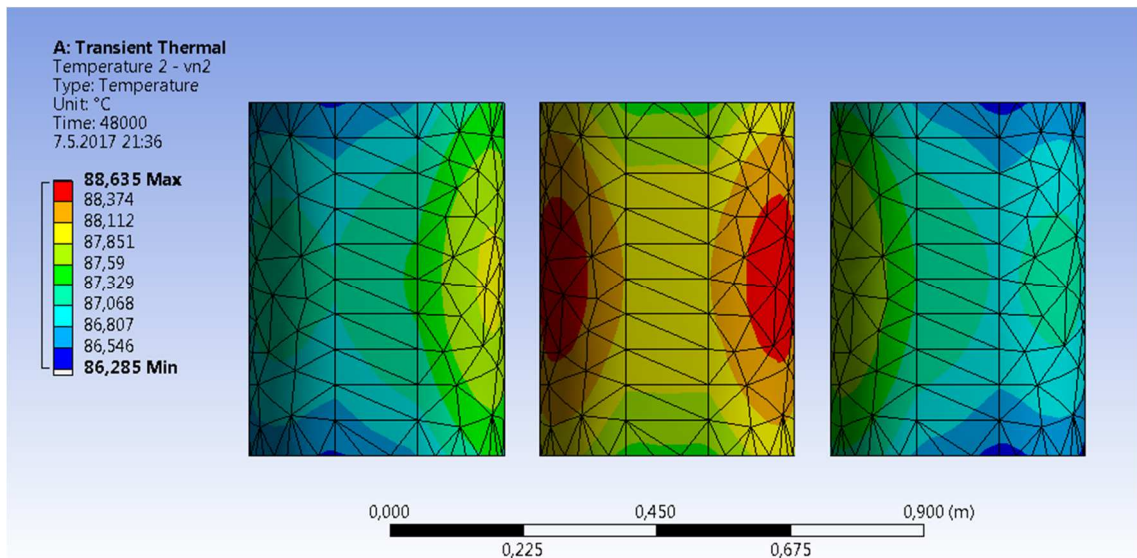 A: Transient Thermal
Temperature 2 - vn2
Type: Temperature
Unit: °C
Time: 48000
7.5.2017 21:36
88,635 Max
88,374
88,112
87,851
87,59
87,329
87,068
86,807
86,546
86,285 Min
0,000 0,450 0,900 (m)
0,225 0,675